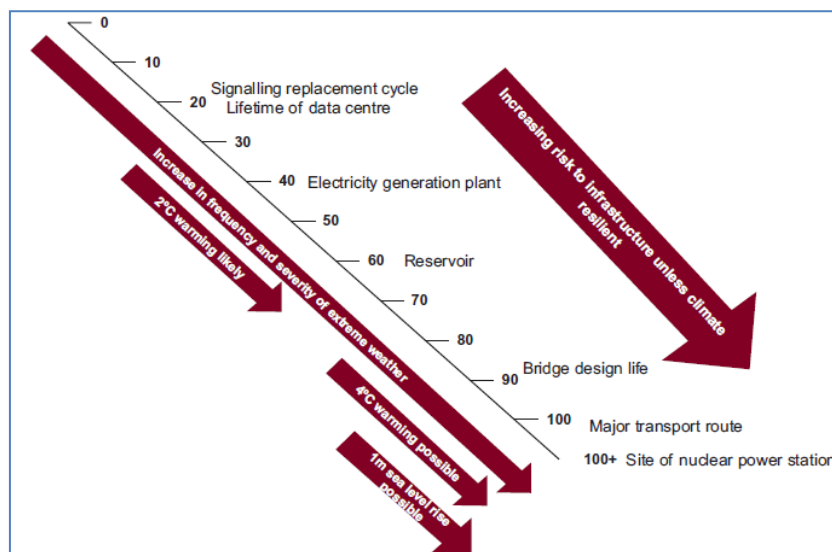 0
10
20
Signalling replacement cycle
Lifetime of data centre
30
40
Electricity generation plant
50
60
Reservoir
70
80
90
Bridge design life
100
Major transport route
100+ Site of nuclear power station
Increase in frequency and severity of extreme weather
2°C warming likely
4°C warming possible
1m sea level rise
possible
Increasing risk to infrastructure unless climate
resilient